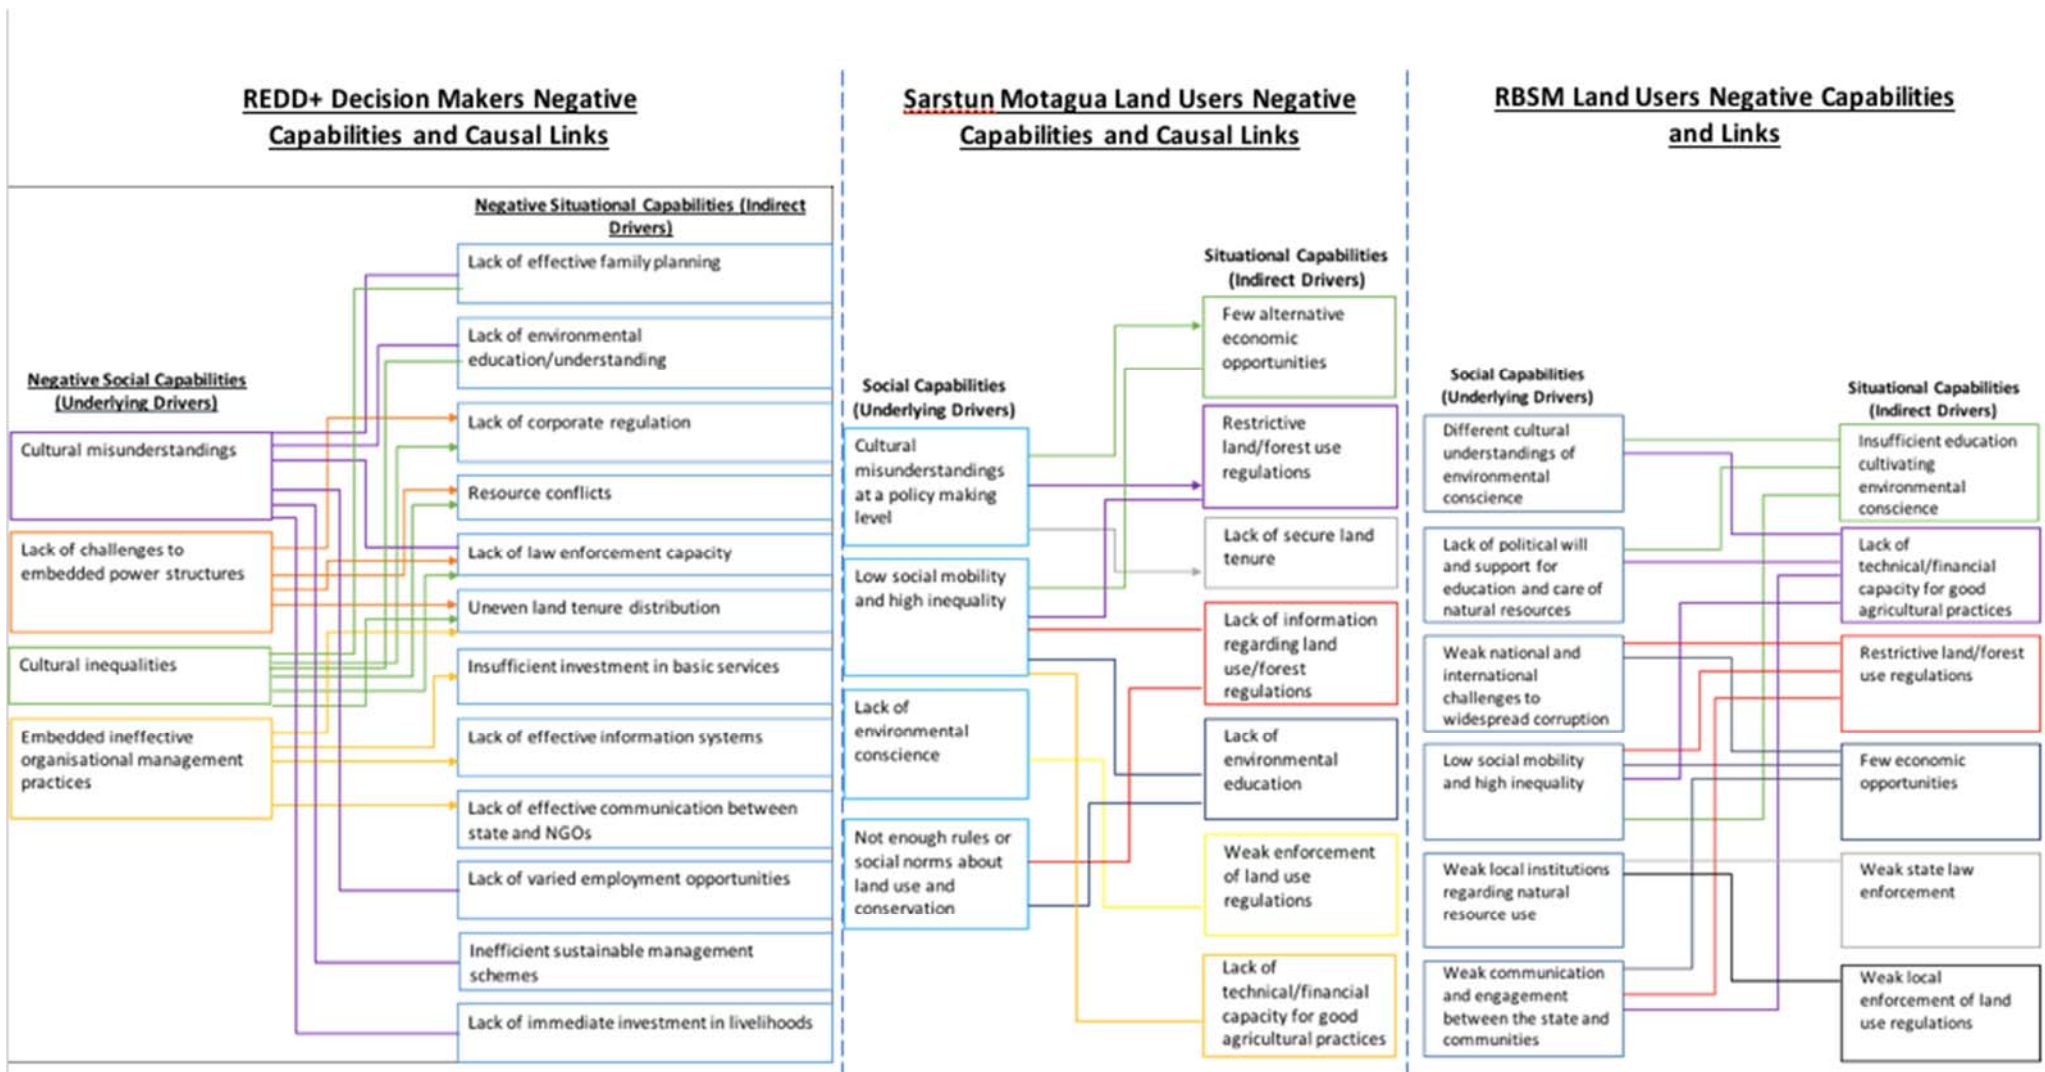 REDD+ Decision Makers Negative
Capabilities and Causal Links
Negative Situational Capabilities (Indirect
Drivers)
Lack of effective family planning
Lack of environmental
education/understanding
Lack of corporate regulation
Resource conflicts
Lack of law enforcement capacity
Uneven land tenure distribution
Insufficient investment in basic services
Lack of effective information systems
Lack of effective communication between
state and NGOs
Lack of varied employment opportunities
Inefficient sustainable management
schemes
Lack of immediate investment in livelihoods
Negative Social Capabilities
(Underlying Drivers)
Cultural misunderstandings
Lack of challenges to
embedded power structures
Cultural inequalities
Embedded ineffective
organisational management
practices
Sarstun Motagua Land Users Negative
Capabilities and Causal Links
Social Capabilities
(Underlying Drivers)
Cultural
misunderstandings
at a policy making
level
Low social mobility
and high inequality
Lack of
environmental
conscience
Not enough rules or
social norms about
land use and
conservation
Situational Capabilities
(Indirect Drivers)
Few alternative
economic
opportunities
Restrictive
land/forest use
regulations
Lack of secure land
tenure
Lack of information
regarding land
use/forest
regulations
Lack of
environmental
education
Weak enforcement
of land use
regulations
Lack of
technical/financial
capacity for good
agricultural practices
RBSM Land Users Negative Capabilities
and Links
Social Capabilities
(Underlying Drivers)
Different cultural
understandings of
environmental
conscience
Lack of political will
and support for
education and care of
natural resources
Weak national and
international
challenges to
widespread corruption
Low social mobility
and high inequality
Weak local institutions
regarding natural
resource use
Weak communication
and engagement
between the state and
communities
Situational Capabilities
(Indirect Drivers)
Insufficient education
cultivating
environmental
conscience
Lack of
technical/financial
capacity for good
agricultural practices
Restrictive land/forest
use regulations
Few economic
opportunities
Weak state law
enforcement
Weak local
enforcement of land
use regulations